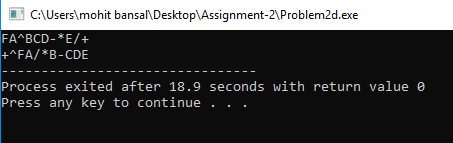 C:\Users\mohit bansal\Desktop\Assignment-2\Problem2d.exe
FA^BCD-*E/+
+^FA/*B-CDE
--------------------------------
Process exited after 18.9 seconds with return value 0
Press any key to continue . . .